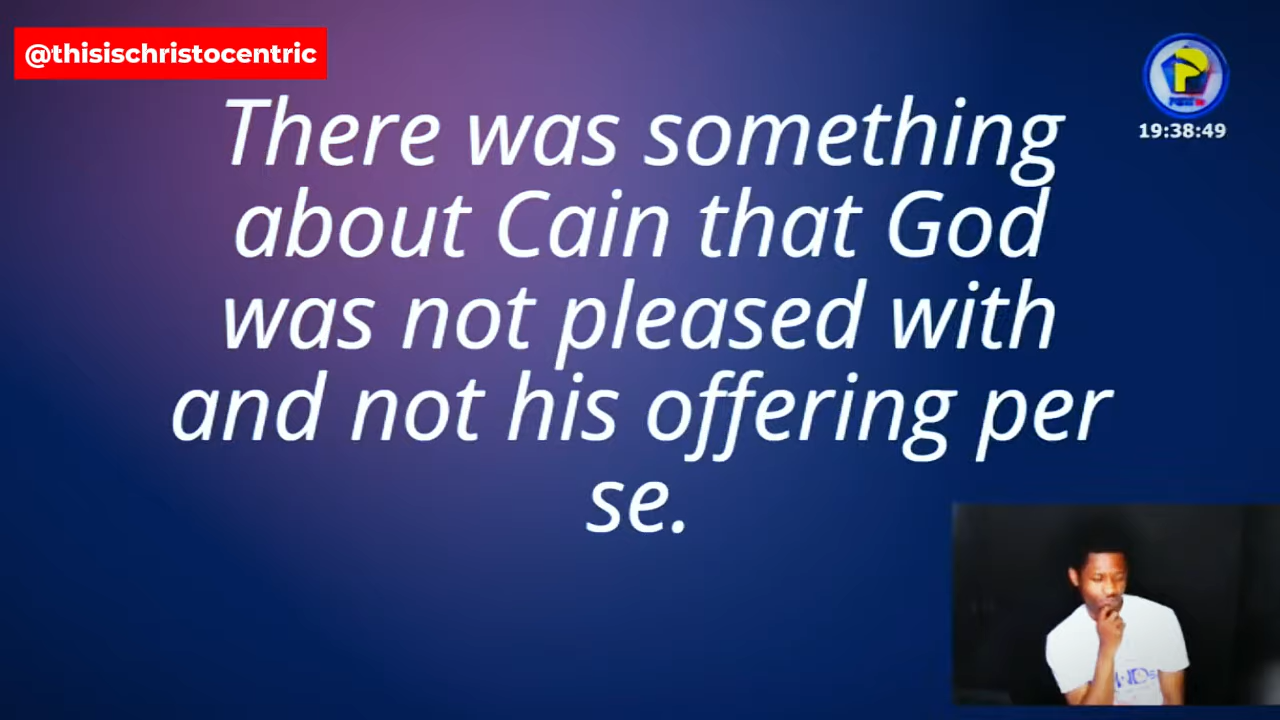 @thisischristocentric
19:38:49
There was something
about Cain that God
was not pleased with
and not his offering per
se.